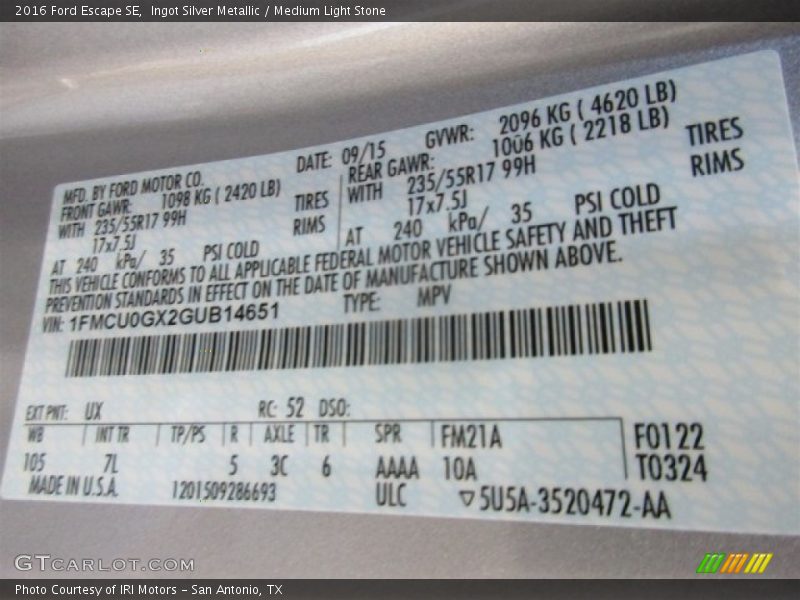 2016 Ford Escape SE,  Ingot Silver Metallic / Medium Light Stone
MFD. BY FORD MOTOR CO. DATE: 09/15 GVWR: 2096 KG ( 4620 LB)
FRONT GAWR: 1098 KG ( 2420 LB) REAR GAWR: 1006 KG ( 2218 LB)
WITH 235/55R17 99H TIRES WITH 235/55R17 99H TIRES
17x7.5J RIMS 17x7.5J RIMS
AT 240 kPa/ 35 PSI COLD AT 240 kPa/ 35 PSI COLD
THIS VEHICLE CONFORMS TO ALL APPLICABLE FEDERAL MOTOR VEHICLE SAFETY AND THEFT
PREVENTION STANDARDS IN EFFECT ON THE DATE OF MANUFACTURE SHOWN ABOVE.
VIN: 1FMCU0GX2GUB14651 TYPE: MPV
EXT PNT: UX RC: 52 DSO:
WB INT TR TP/PS R AXLE TR SPR FM21A F0122
105 7L 5 3C 6 AAAA 10A T0324
MADE IN U.S.A. 1201509286693 ULC ▽5U5A-3520472-AA
GTCARLOT.COM
Photo Courtesy of IRI Motors – San Antonio, TX